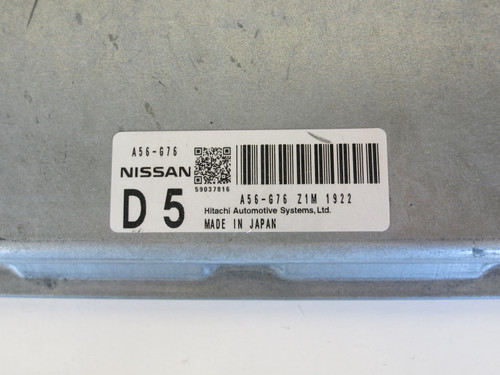 A56-G76
NISSAN
59037816
A56-G76 Z1M 1922
D 5
Hitachi Automotive Systems, Ltd.
MADE IN JAPAN